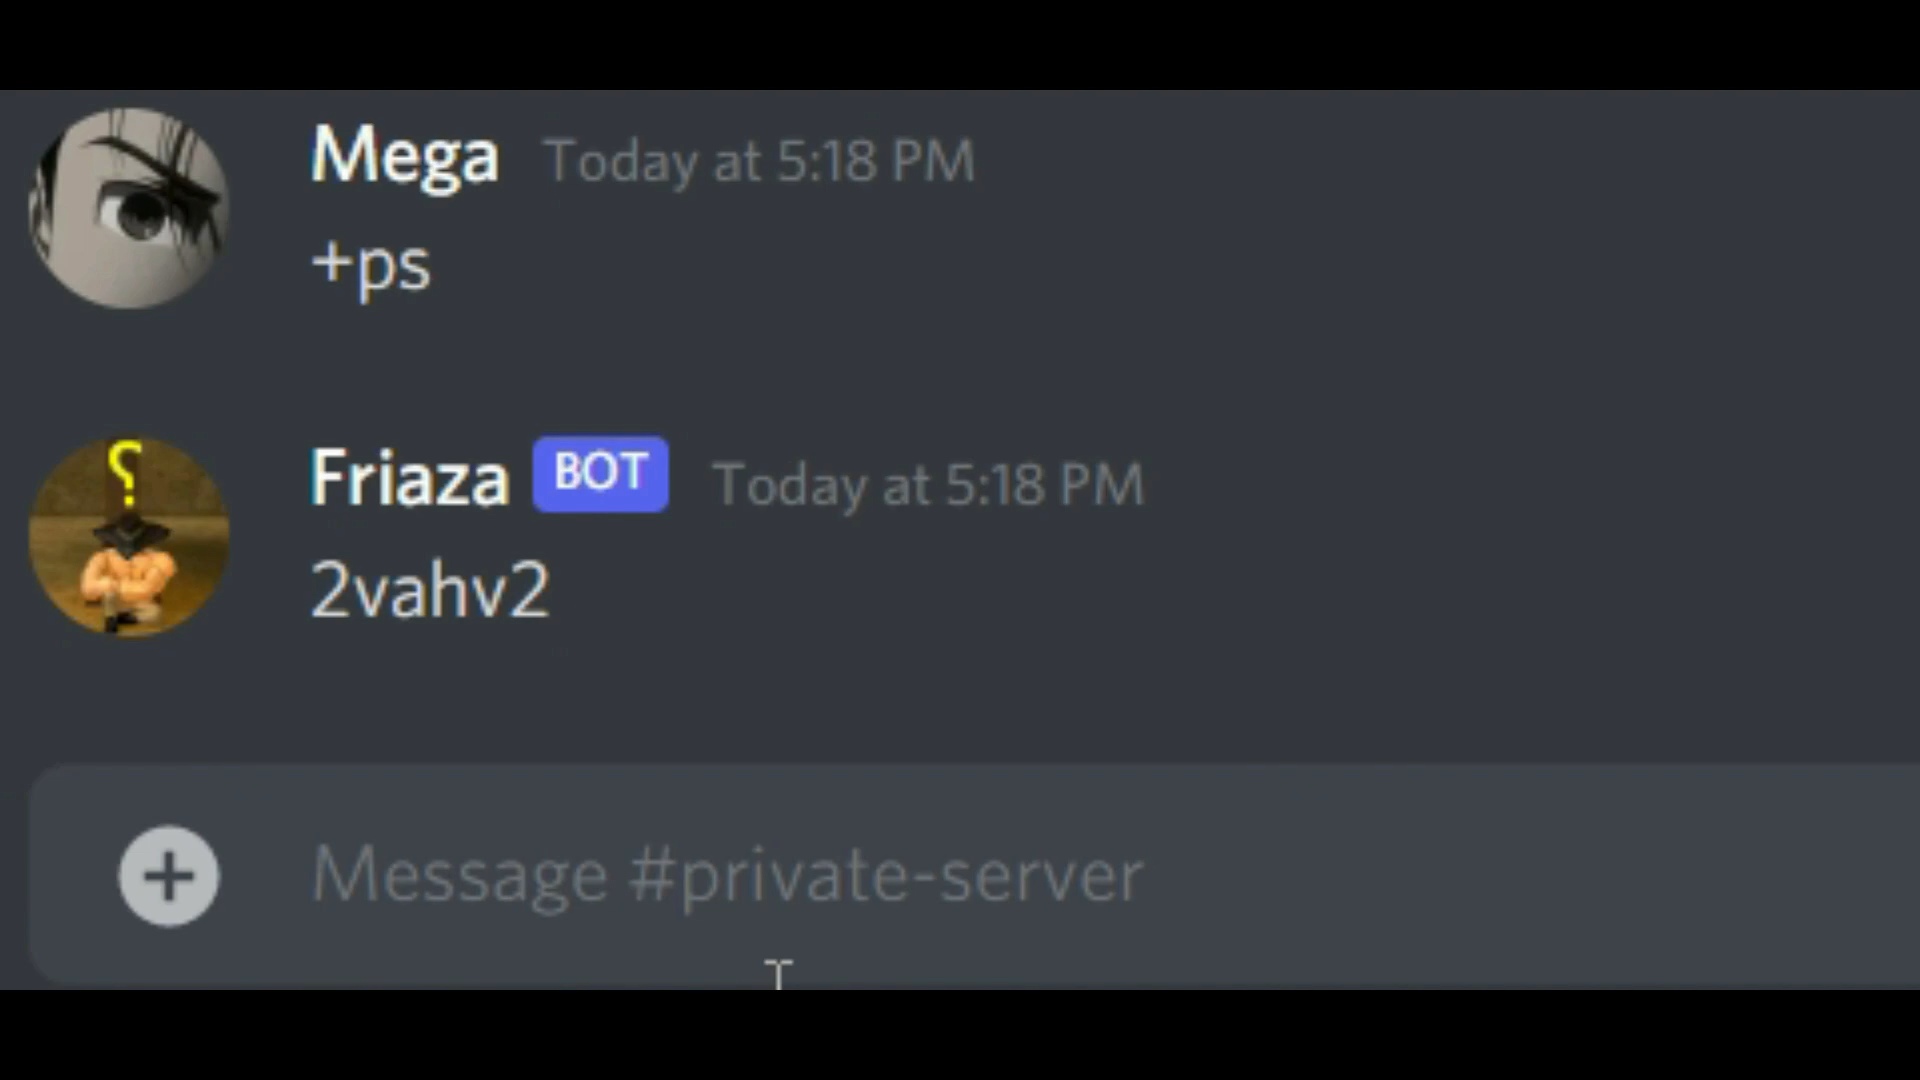 Mega Today at 5:18 PM
+ps
Friaza BOT Today at 5:18 PM
2vahv2
Message #private-server